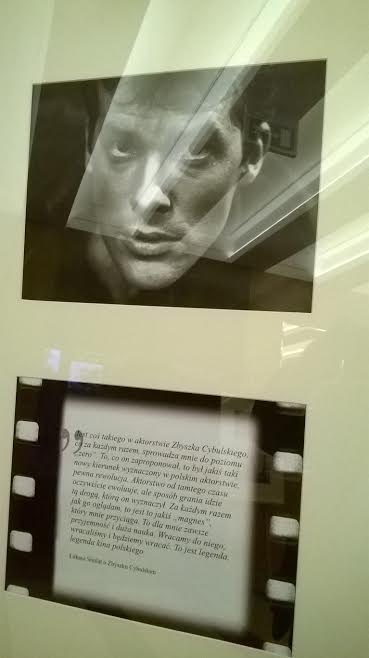 Jest coś takiego w aktorstwie Zbyszka Cybulskiego,
co za każdym razem, sprowadza mnie do poziomu
„zero". To, co on zaproponował, to był jakiś taki
nowy kierunek wyznaczony w polskim aktorstwie,
pewna rewolucja. Aktorstwo od tamtego czasu
oczywiście ewoluuje, ale sposób grania idzie
tą drogą, którą on wyznaczył. Za każdym razem
jak go oglądam, to jest to jakiś „magnes",
który mnie przyciąga. To dla mnie zawsze
przyjemność i duża nauka. Wracamy do niego,
wracaliśmy i będziemy wracać. To jest legenda,
legenda kina polskiego.
Łukasz Simlat o Zbyszku Cybulskim